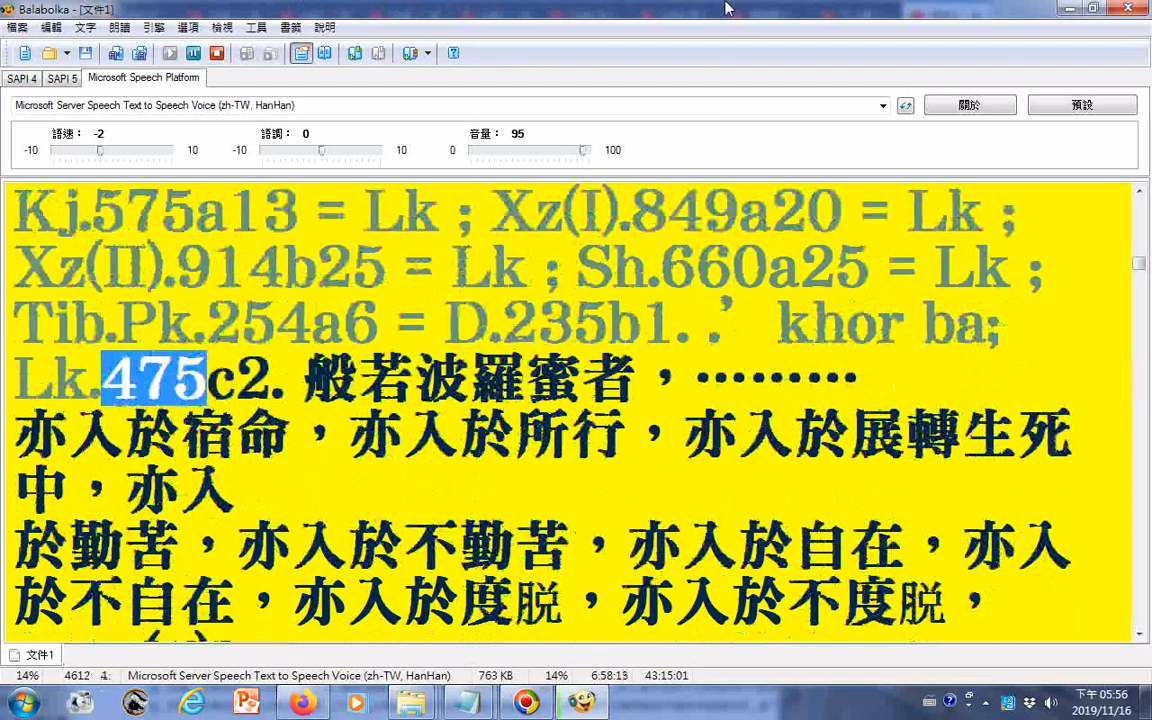 Balabolka - [文件1]
檔案 編輯 文字 朗讀 引擎 選項 檢視 工具 書籤 說明
SAPI 4 SAPI 5 Microsoft Speech Platform
Microsoft Server Speech Text to Speech Voice (zh-TW, HanHan) 關於 預設
語速： -2 語調： 0 音量： 95
-10 10 -10 10 0 100
Kj.575a13 = Lk ; Xz(I).849a20 = Lk ;
Xz(II).914b25 = Lk ; Sh.660a25 = Lk ;
Tib.Pk.254a6 = D.235b1. .’ khor ba;
Lk.475c2. 般若波羅蜜者，………
亦入於宿命，亦入於所行，亦入於展轉生死
中，亦入
於勤苦，亦入於不勤苦，亦入於自在，亦入
於不自在，亦入於度脱，亦入於不度脱，
文件1
14% 4612 Microsoft Server Speech Text to Speech Voice (zh-TW, HanHan) 763 KB 14% 6:58:13 43:15:01
下午 05:56
2019/11/16